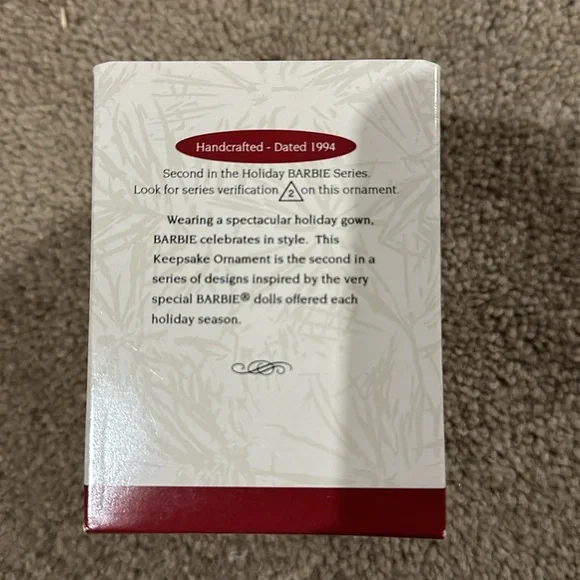 Handcrafted - Dated 1994
Second in the Holiday BARBIE Series.
Look for series verification 2 on this ornament.
Wearing a spectacular holiday gown,
BARBIE celebrates in style. This
Keepsake Ornament is the second in a
series of designs inspired by the very
special BARBIE® dolls offered each
holiday season.